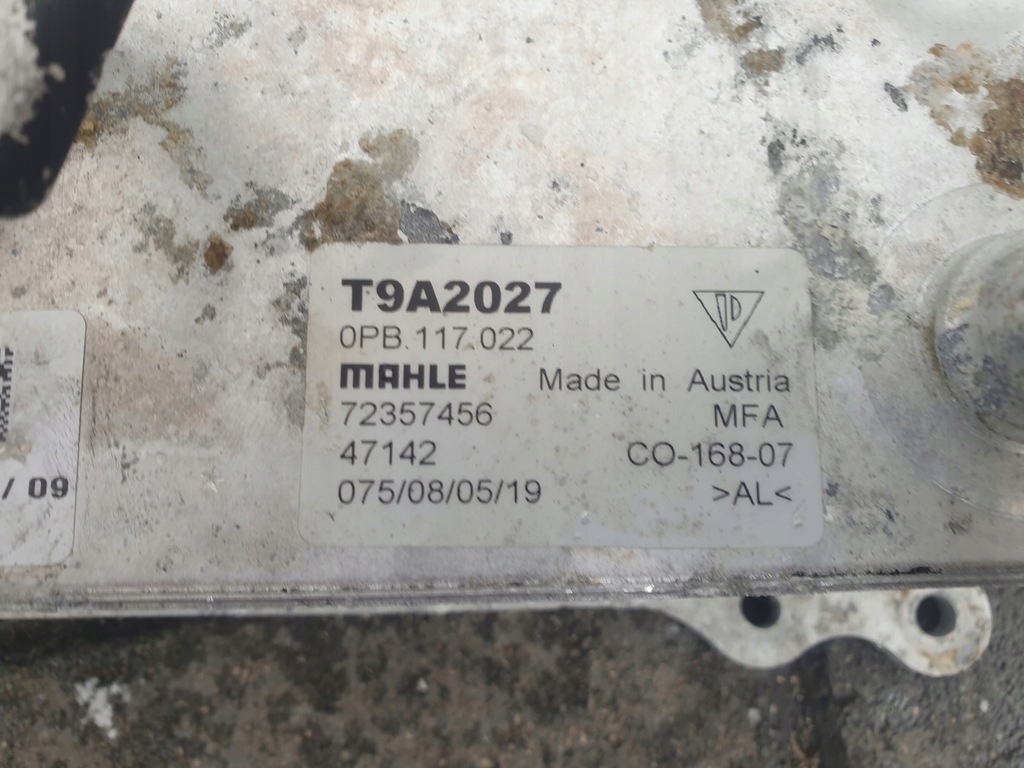 T9A2027
0PB.117.022
MAHLE Made in Austria
72357456 MFA
47142 CO-168-07
075/08/05/19 >AL<
/ 09